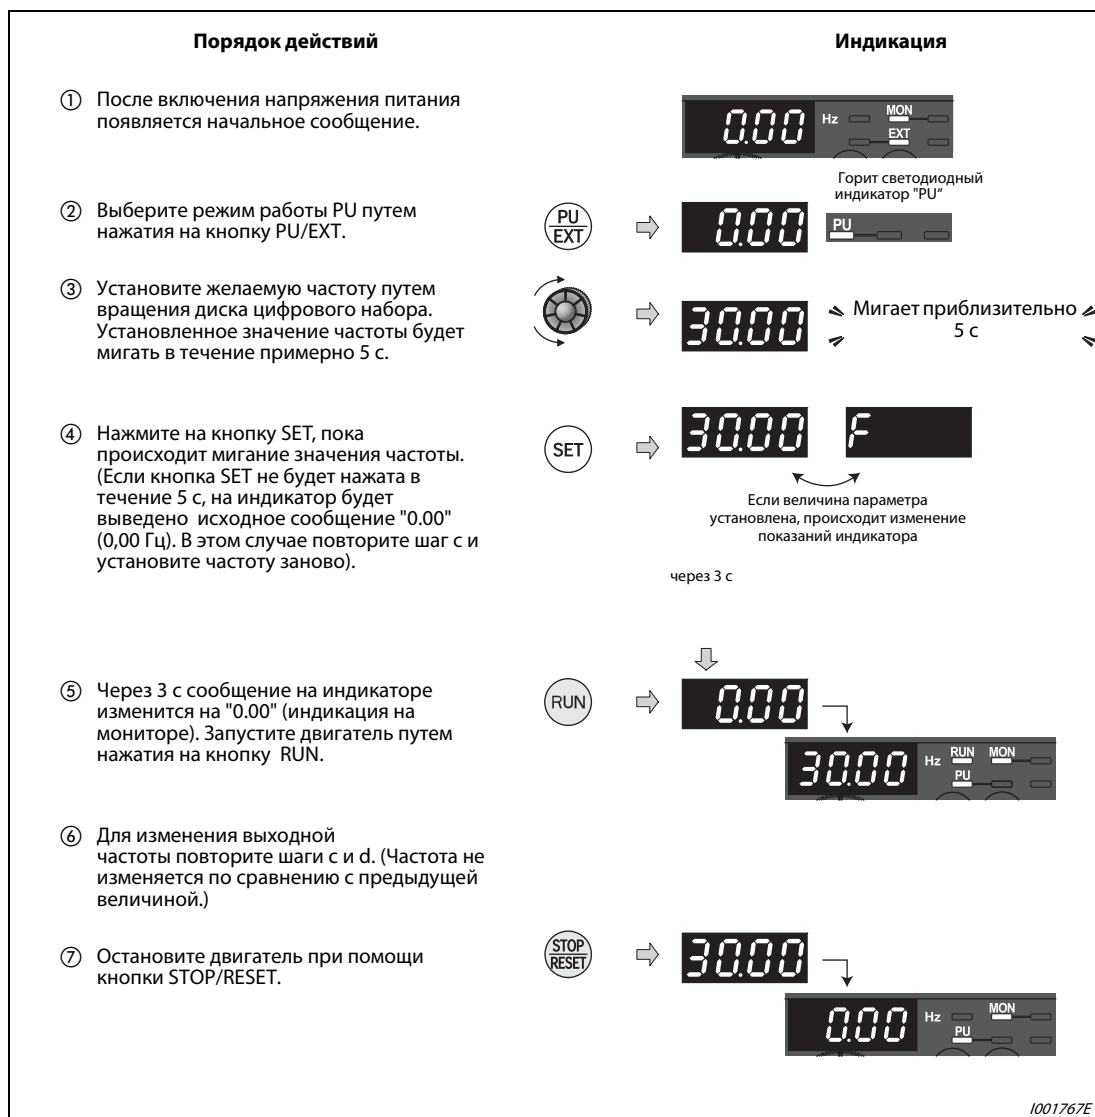 Порядок действий
Индикация
① После включения напряжения питания
появляется начальное сообщение.
0.00 Hz MON
EXT
Горит светодиодный
индикатор "PU“
② Выберите режим работы PU путем
нажатия на кнопку PU/EXT.
PU
EXT
0.00
PU
③ Установите желаемую частоту путем
вращения диска цифрового набора.
Установленное значение частоты будет
мигать в течение примерно 5 с.
30.00
Мигает приблизительно
5 с
④ Нажмите на кнопку SET, пока
происходит мигание значения частоты.
(Если кнопка SET не будет нажата в
течение 5 с, на индикатор будет
выведено исходное сообщение "0.00"
(0,00 Гц). В этом случае повторите шаг c и
установите частоту заново).
SET
30.00 F
Если величина параметра
установлена, происходит изменение
показаний индикатора
через 3 с
⑤ Через 3 с сообщение на индикаторе
изменится на "0.00" (индикация на
мониторе). Запустите двигатель путем
нажатия на кнопку RUN.
RUN
0.00
30.00 Hz RUN MON
PU
⑥ Для изменения выходной
частоты повторите шаги c и d. (Частота не
изменяется по сравнению с предыдущей
величиной.)
⑦ Остановите двигатель при помощи
кнопки STOP/RESET.
STOP
RESET
30.00
0.00 Hz MON
PU
I001767E